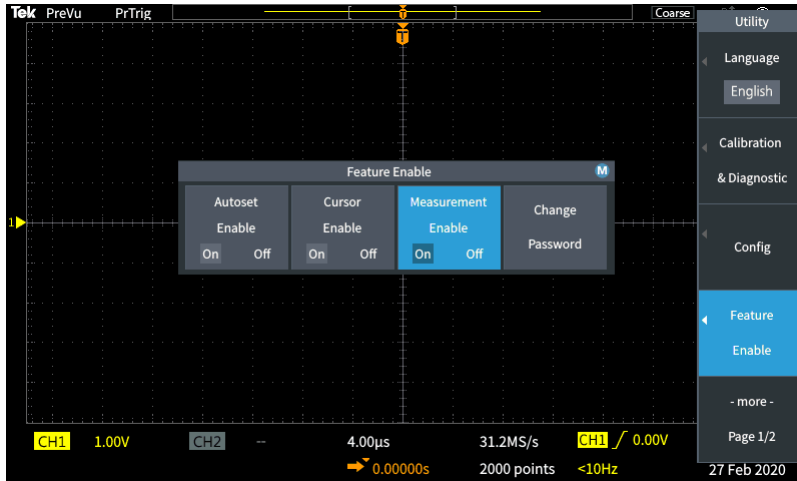 Tek PreVu PrTrig [ T ] Coarse
T
Utility
Language
English
Calibration
& Diagnostic
Feature Enable M
Autoset Enable On Off
Cursor Enable On Off
Measurement Enable On Off
Change Password
1
Config
Feature
Enable
- more -
Page 1/2
CH1 1.00V CH2 -- 4.00μs 31.2MS/s CH1 / 0.00V
0.00000s 2000 points <10Hz 27 Feb 2020